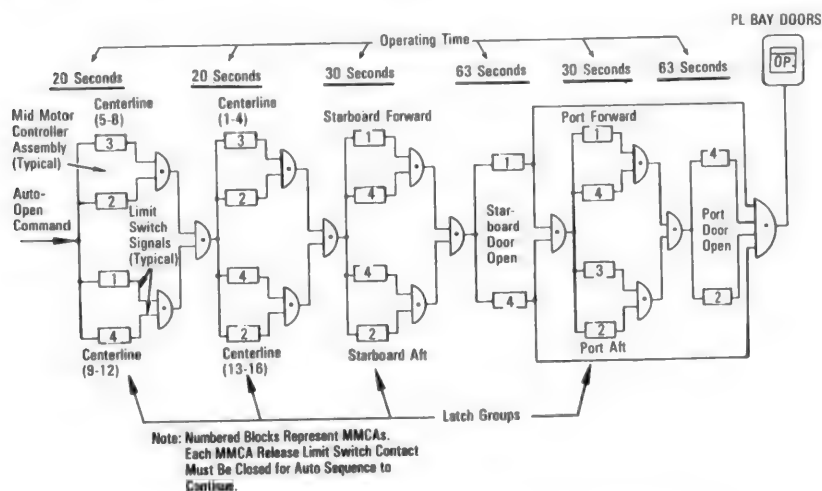 PL BAY DOORS
OP.
Operating Time
20 Seconds
20 Seconds
30 Seconds
63 Seconds
30 Seconds
63 Seconds
Mid Motor
Controller
Assembly
(Typical)
Auto-
Open
Command
Centerline
(5-8)
3
2
Limit
Switch
Signals
(Typical)
1
4
Centerline
(9-12)
Centerline
(1-4)
3
2
4
2
Centerline
(13-16)
Starboard Forward
1
4
4
2
Starboard Aft
1
Star-
board
Door
Open
4
Port Forward
1
4
3
2
Port Aft
4
Port
Door
Open
2
Latch Groups
Note: Numbered Blocks Represent MMCAs.
Each MMCA Release Limit Switch Contact
Must Be Closed for Auto Sequence to
Continue.